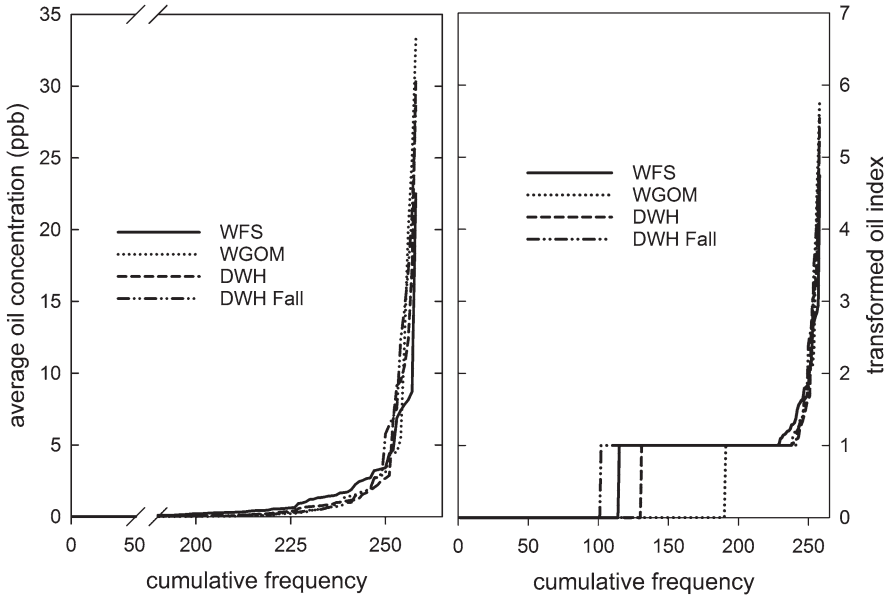 35
30
25
20
15
10
5
0
average oil concentration (ppb)
WFS
WGOM
DWH
DWH Fall
0 50 200 225 250
cumulative frequency
WFS
WGOM
DWH
DWH Fall
7
6
5
4
3
2
1
0
transformed oil index
0 50 100 150 200 250
cumulative frequency